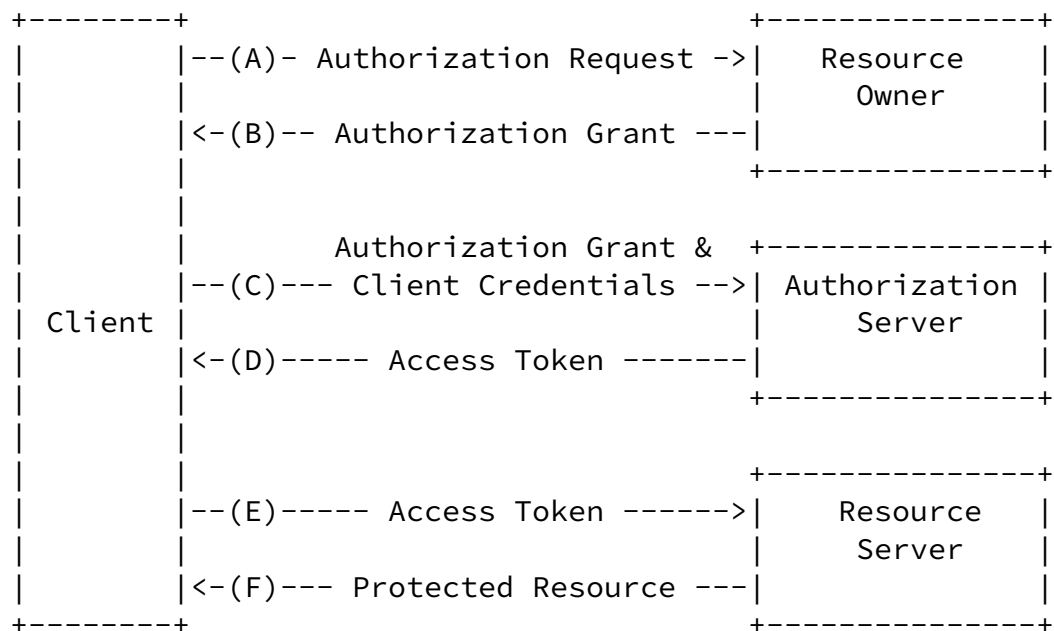 +--------+                               +---------------+
|        |--(A)- Authorization Request ->|   Resource    |
|        |                               |     Owner     |
|        |<-(B)-- Authorization Grant ---|               |
|        |                               +---------------+
|        |
|        |        Authorization Grant &  +---------------+
|        |--(C)--- Client Credentials -->| Authorization |
| Client |                               |     Server    |
|        |<-(D)----- Access Token -------|               |
|        |                               +---------------+
|        |
|        |                               +---------------+
|        |--(E)----- Access Token ------>|    Resource   |
|        |                               |     Server    |
|        |<-(F)--- Protected Resource ---|               |
+--------+                               +---------------+